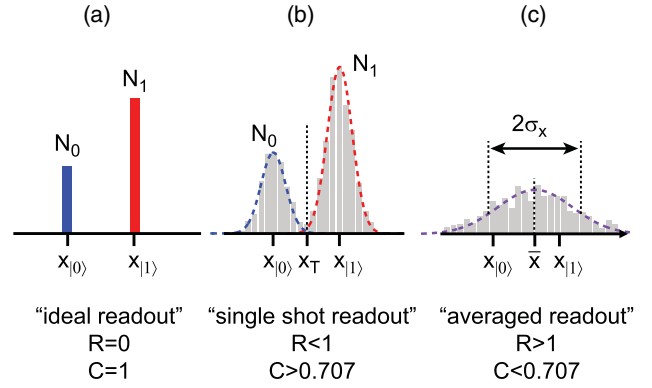 (a)
(b)
(c)
N₀
N₁
x|0⟩
x|1⟩
N₀
N₁
x|0⟩
x_T
x|1⟩
2σₓ
x|0⟩
x̄
x|1⟩
“ideal readout”
R=0
C=1
“single shot readout”
R<1
C>0.707
“averaged readout”
R>1
C<0.707